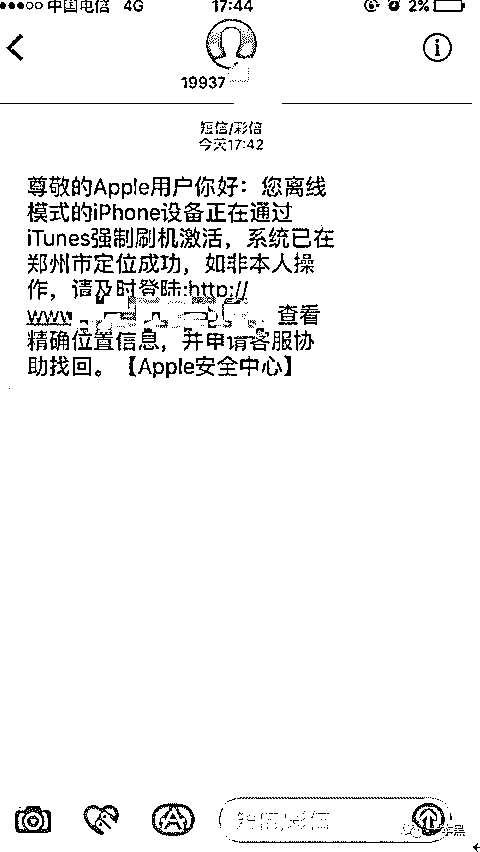 中国电信 4G 17:44 2%
19937
短信/彩信
今天17:42
尊敬的Apple用户你好：您离线
模式的iPhone设备正在通过
iTunes强制刷机激活，系统已在
郑州市定位成功，如非本人操
作，请及时登陆:http://
www 查看
精确位置信息，并申请客服协
助找回。【Apple安全中心】
短信/彩信